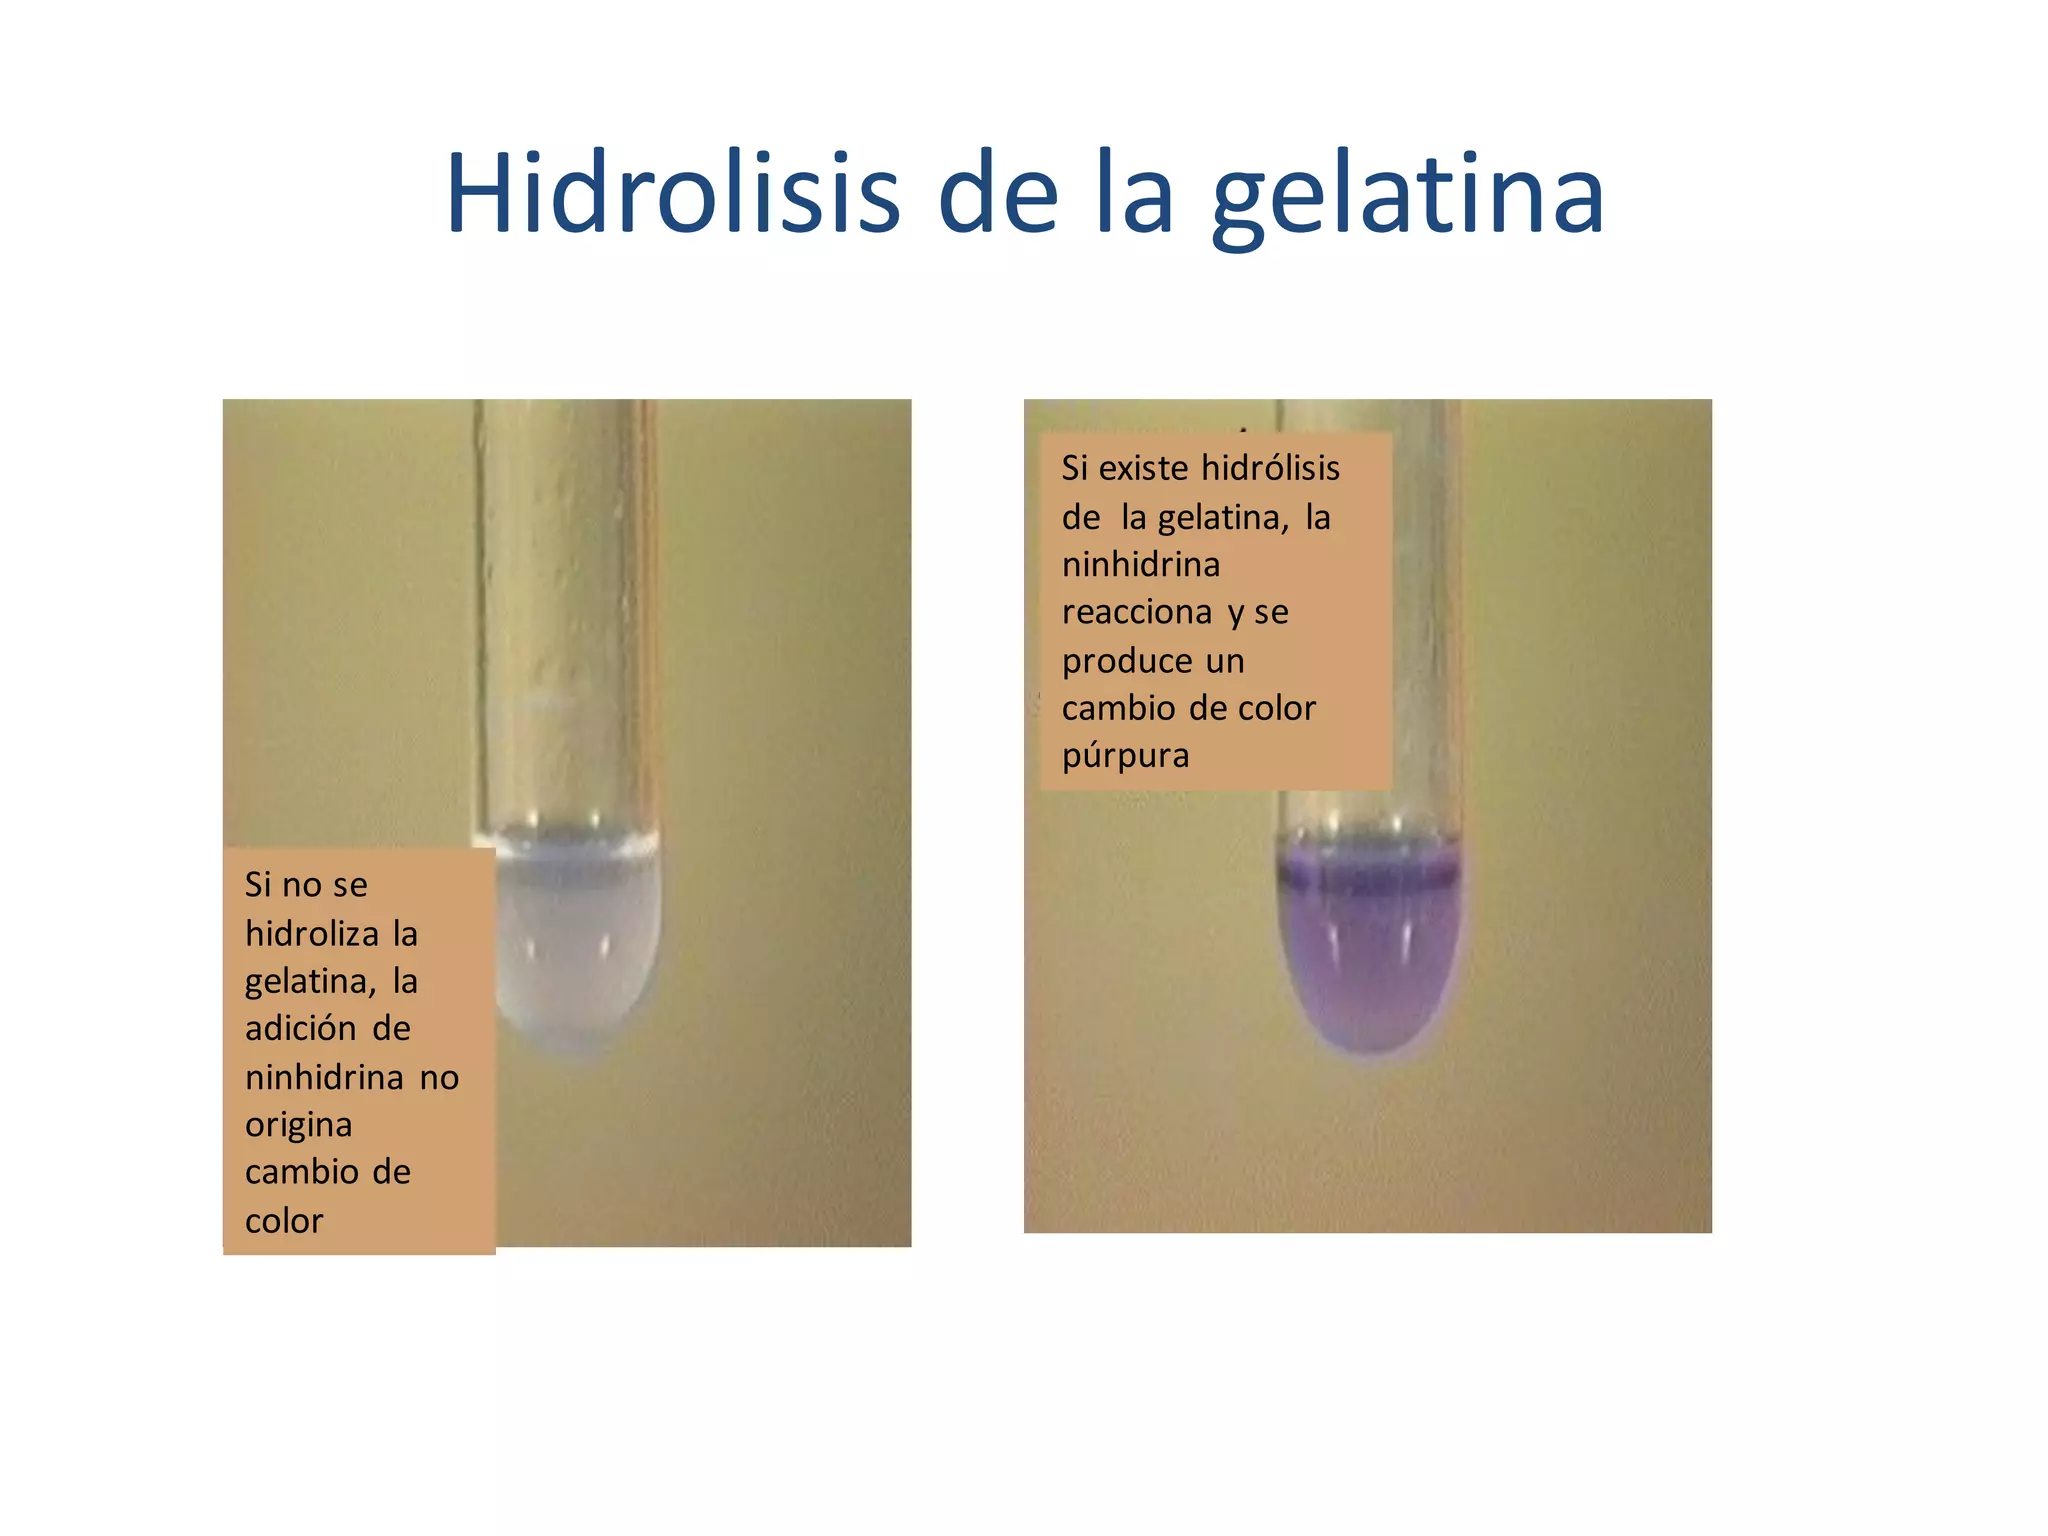 Hidrolisis de la gelatina
Si no se
hidroliza la
gelatina, la
adición de
ninhidrina no
origina
cambio de
color
Si existe hidrólisis
de la gelatina, la
ninhidrina
reacciona y se
produce un
cambio de color
púrpura